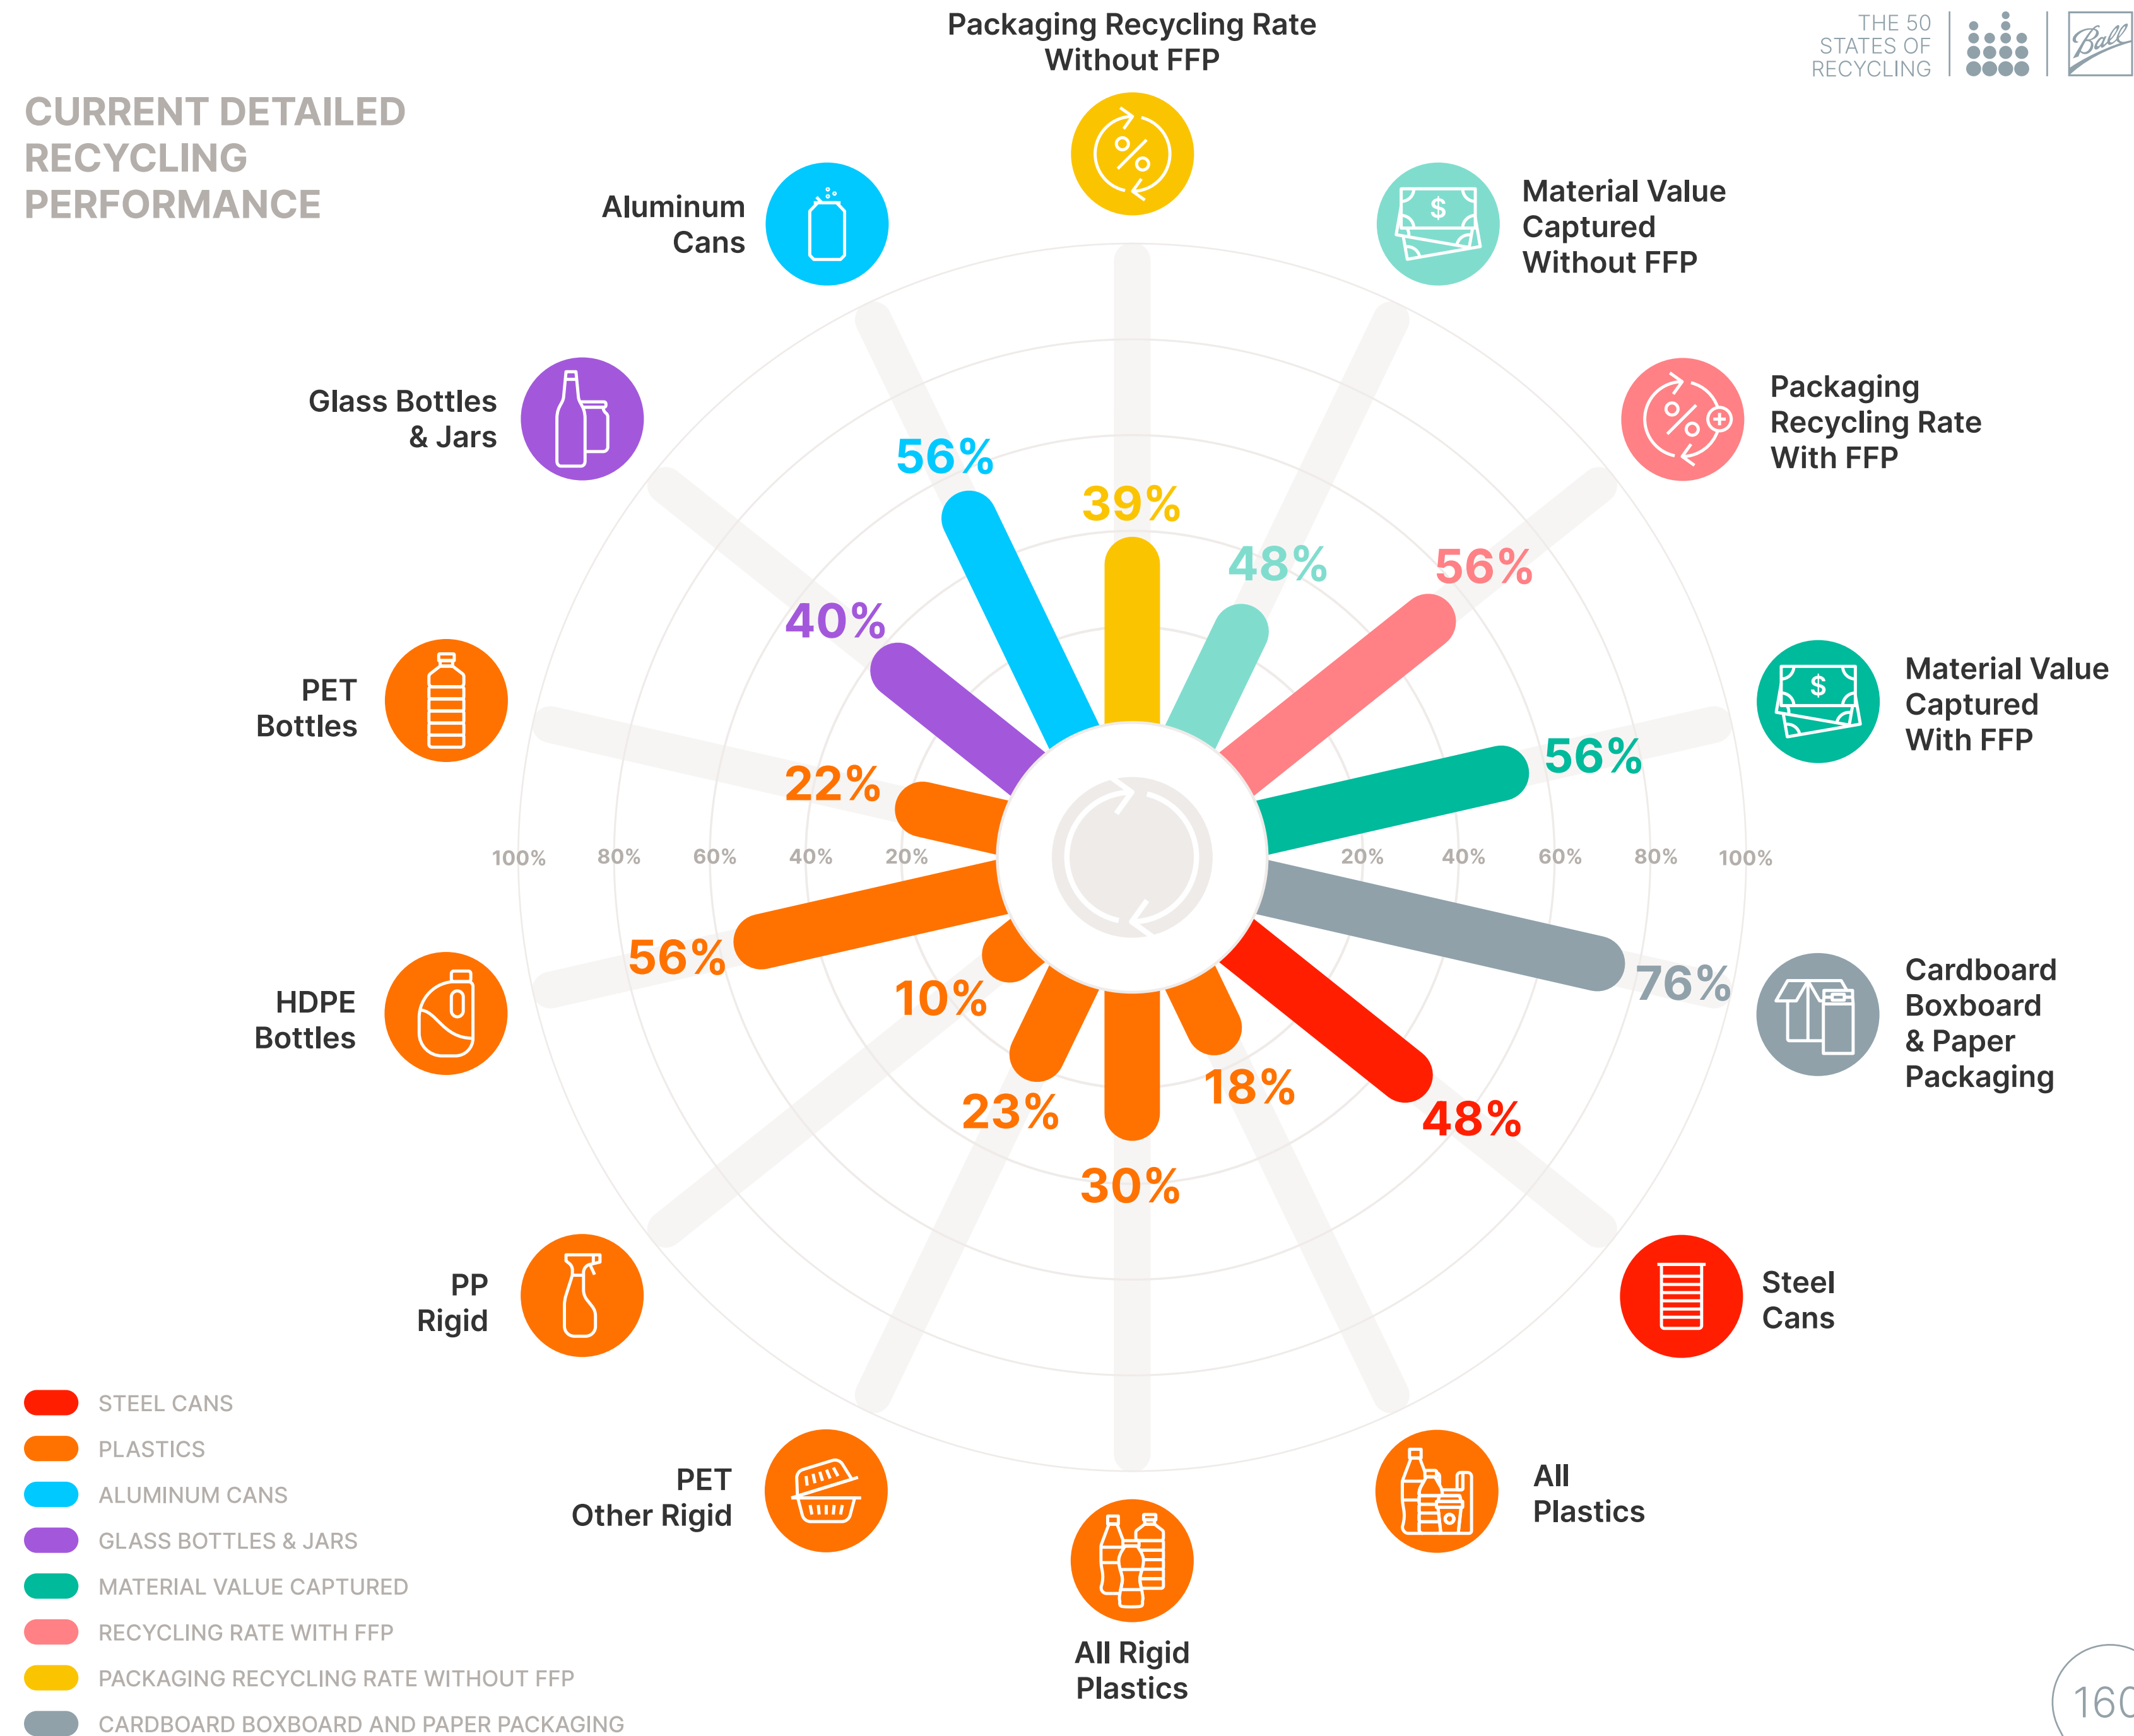 Packaging Recycling Rate
Without FFP
THE 50
STATES OF
RECYCLING
Ball
CURRENT DETAILED
RECYCLING
PERFORMANCE
Aluminum
Cans
Material Value
Captured
Without FFP
Glass Bottles
& Jars
Packaging
Recycling Rate
With FFP
56%
39%
48%
56%
40%
PET
Bottles
Material Value
Captured
With FFP
22%
56%
100% 80% 60% 40% 20% 20% 40% 60% 80% 100%
56%
76%
HDPE
Bottles
Cardboard
Boxboard
& Paper
Packaging
10%
23%
18%
48%
30%
PP
Rigid
Steel
Cans
PET
Other Rigid
All
Plastics
All Rigid
Plastics
STEEL CANS
PLASTICS
ALUMINUM CANS
GLASS BOTTLES & JARS
MATERIAL VALUE CAPTURED
RECYCLING RATE WITH FFP
PACKAGING RECYCLING RATE WITHOUT FFP
CARDBOARD BOXBOARD AND PAPER PACKAGING
160